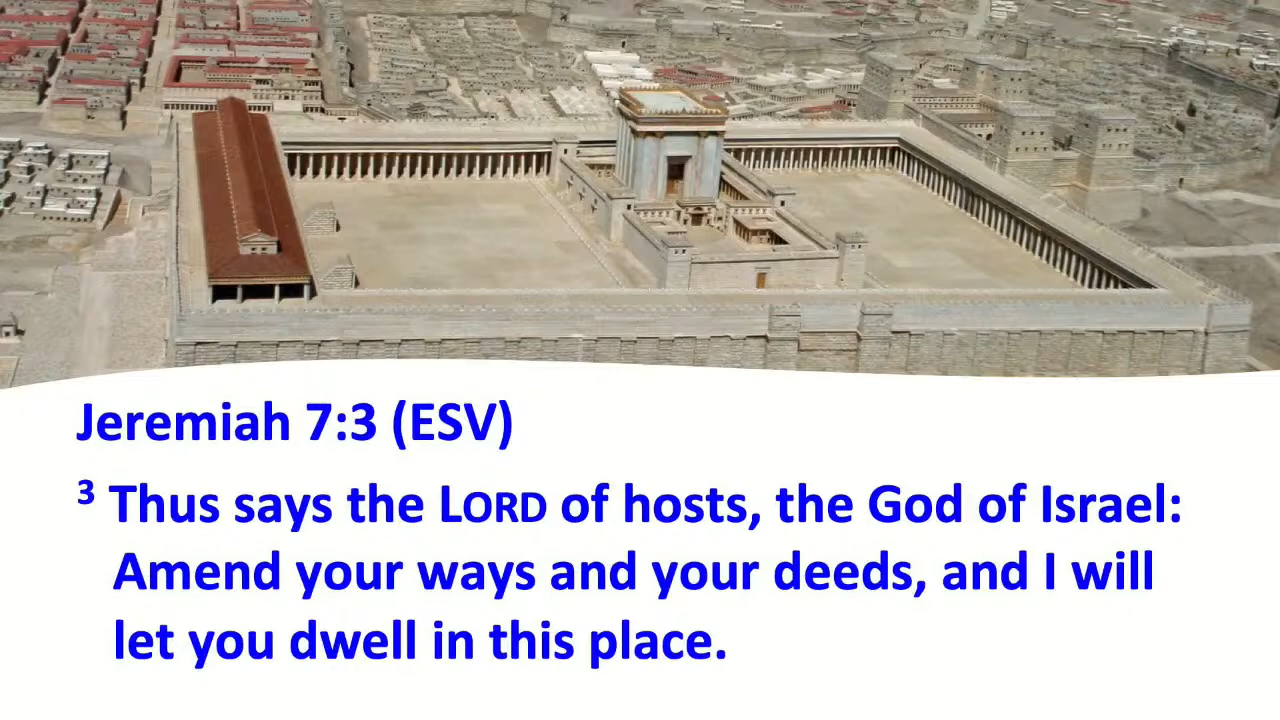 Jeremiah 7:3 (ESV)
3 Thus says the LORD of hosts, the God of Israel:
Amend your ways and your deeds, and I will
let you dwell in this place.